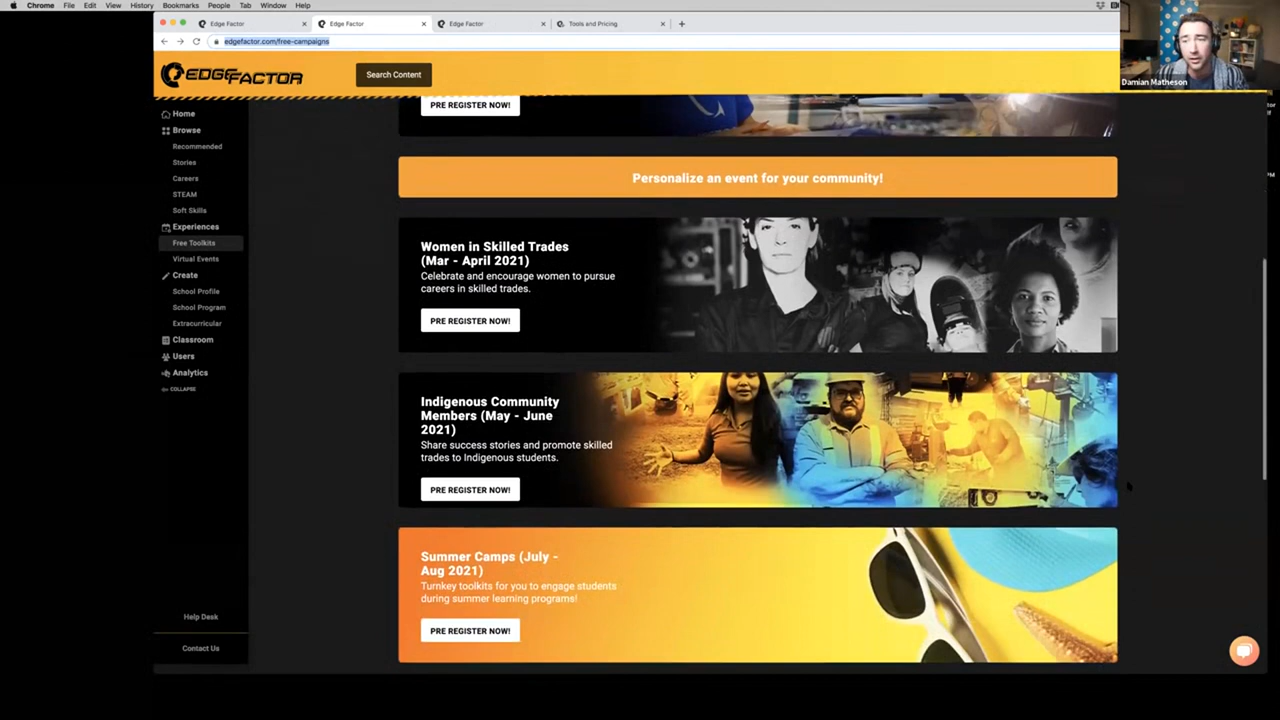 Chrome File Edit View History Bookmarks People Tab Window Help
Edge Factor
Edge Factor
Edge Factor
Tools and Pricing
edgefactor.com/free-campaigns
Damian Matheson
EDGEFACTOR
Search Content
Home
Browse
Recommended
Stories
Careers
STEAM
Soft Skills
Experiences
Free Toolkits
Virtual Events
Create
School Profile
School Program
Extracurricular
Classroom
Users
Analytics
COLLAPSE
Help Desk
Contact Us
PRE REGISTER NOW!
Personalize an event for your community!
Women in Skilled Trades
(Mar - April 2021)
Celebrate and encourage women to pursue
careers in skilled trades.
PRE REGISTER NOW!
Indigenous Community
Members (May - June
2021)
Share success stories and promote skilled
trades to Indigenous students.
PRE REGISTER NOW!
Summer Camps (July -
Aug 2021)
Turnkey toolkits for you to engage students
during summer learning programs!
PRE REGISTER NOW!